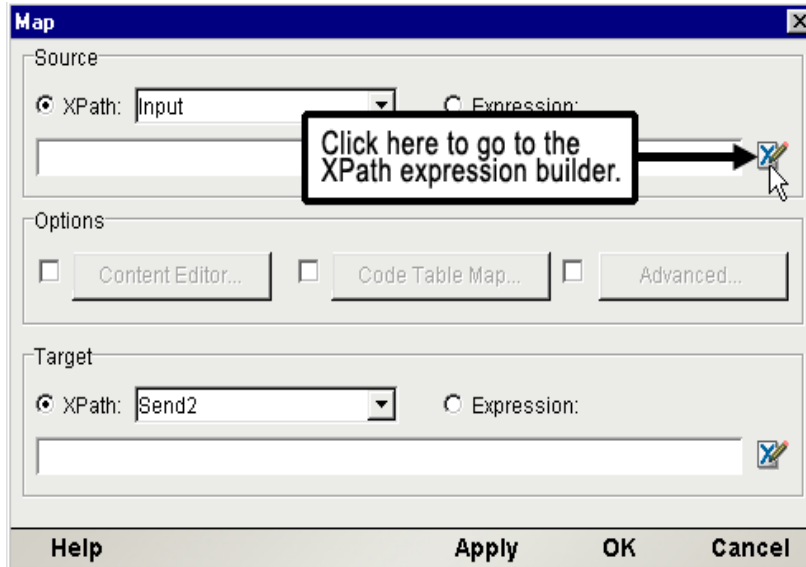 Map
Source
XPath: Input Expression:
Click here to go to the
XPath expression builder.
Options
Content Editor... Code Table Map... Advanced...
Target
XPath: Send2 Expression:
Help Apply OK Cancel